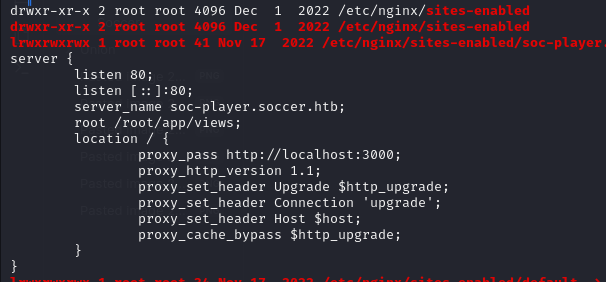 drwxr-xr-x 2 root root 4096 Dec  1  2022 /etc/nginx/sites-enabled
drwxr-xr-x 2 root root 4096 Dec  1  2022 /etc/nginx/sites-enabled
lrwxrwxrwx 1 root root 41 Nov 17  2022 /etc/nginx/sites-enabled/soc-player.
server {
        listen 80;
        listen [::]:80;
        server_name soc-player.soccer.htb;
        root /root/app/views;
        location / {
                proxy_pass http://localhost:3000;
                proxy_http_version 1.1;
                proxy_set_header Upgrade $http_upgrade;
                proxy_set_header Connection 'upgrade';
                proxy_set_header Host $host;
                proxy_cache_bypass $http_upgrade;
        }
}